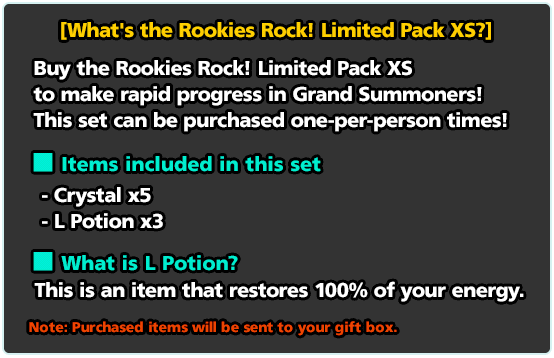 [What's the Rookies Rock! Limited Pack XS?]
Buy the Rookies Rock! Limited Pack XS
to make rapid progress in Grand Summoners!
This set can be purchased one-per-person times!
Items included in this set
- Crystal x5
- L Potion x3
What is L Potion?
This is an item that restores 100% of your energy.
Note: Purchased items will be sent to your gift box.